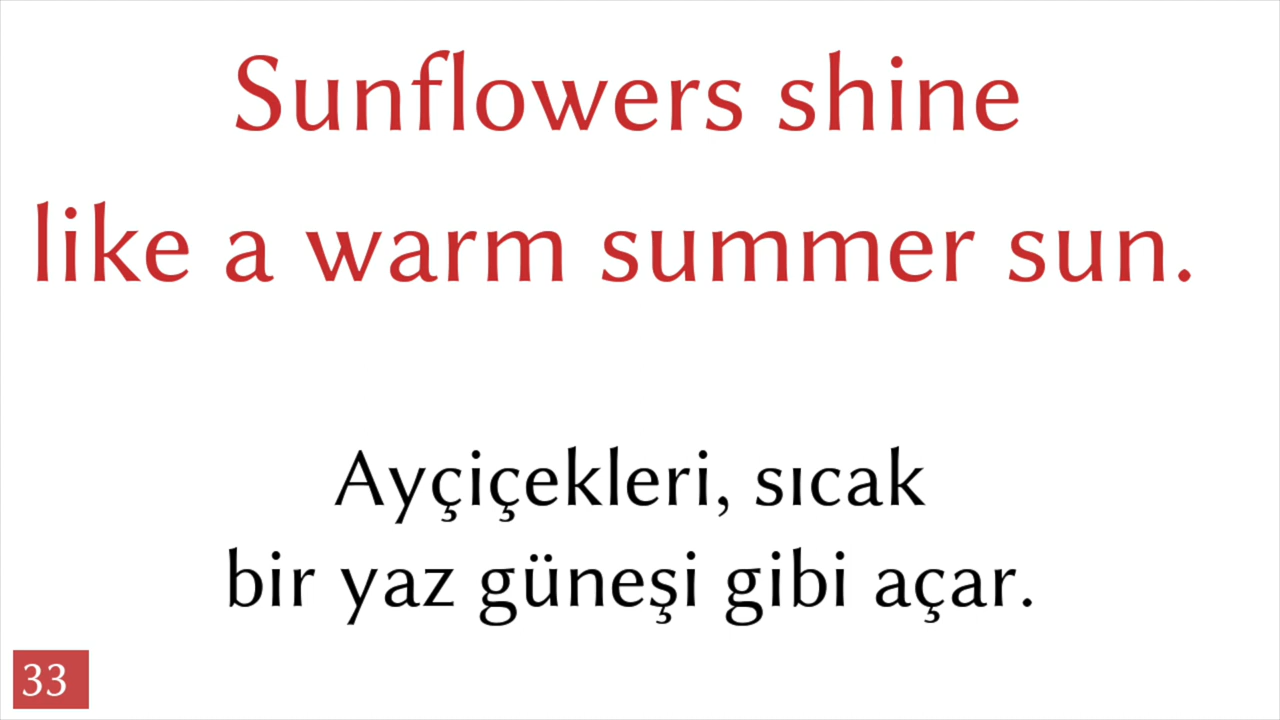 Sunflowers shine
like a warm summer sun.
Ayçiçekleri, sıcak
bir yaz güneşi gibi açar.
33